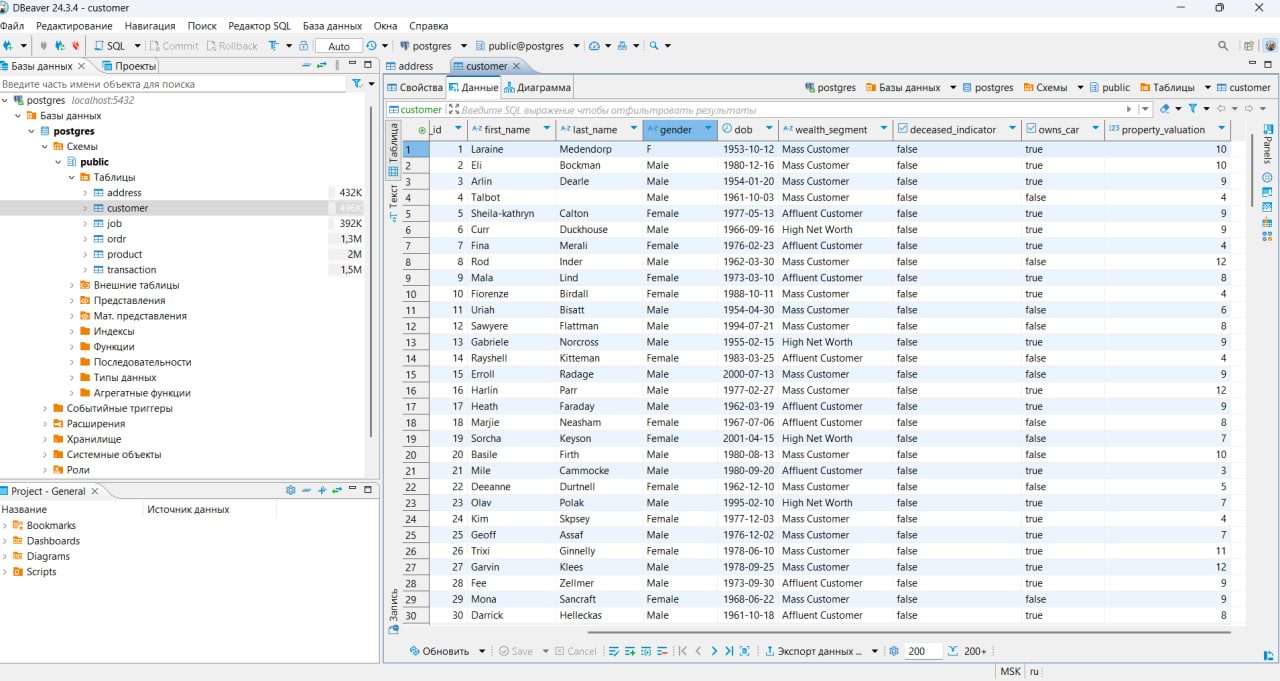 DBeaver 24.3.4 - customer
Файл Редактирование Навигация Поиск Редактор SQL База данных Окна Справка
SQL Commit Rollback T Auto postgres public@postgres
Базы данных Проекты
Введите часть имени объекта для поиска
postgres localhost:5432
Базы данных
postgres
Схемы
public
Таблицы
address 432K
customer 496K
job 392K
ordr 1,3M
product 2M
transaction 1,5M
Внешние таблицы
Представления
Мат. представления
Индексы
Функции
Последовательности
Типы данных
Агрегатные функции
Событийные триггеры
Расширения
Хранилище
Системные объекты
Роли
Project - General
Название Источник данных
Bookmarks
Dashboards
Diagrams
Scripts
address customer
Свойства Данные Диаграмма postgres Базы данных postgres Схемы public Таблицы customer
customer Введите SQL выражение чтобы отфильтровать результаты
Таблица
Текст
Запись
Panels
_id A-Z first_name A-Z last_name A-Z gender dob A-Z wealth_segment deceased_indicator owns_car 123 property_valuation
1 1 Laraine Medendorp F 1953-10-12 Mass Customer false true 10
2 2 Eli Bockman Male 1980-12-16 Mass Customer false true 10
3 3 Arlin Dearle Male 1954-01-20 Mass Customer false true 9
4 4 Talbot Male 1961-10-03 Mass Customer false false 4
5 5 Sheila-kathryn Calton Female 1977-05-13 Affluent Customer false true 9
6 6 Curr Duckhouse Male 1966-09-16 High Net Worth false true 9
7 7 Fina Merali Female 1976-02-23 Affluent Customer false true 4
8 8 Rod Inder Male 1962-03-30 Mass Customer false false 12
9 9 Mala Lind Female 1973-03-10 Affluent Customer false true 8
10 10 Fiorenze Birdall Female 1988-10-11 Mass Customer false true 4
11 11 Uriah Bisatt Male 1954-04-30 Mass Customer false false 6
12 12 Sawyere Flattman Male 1994-07-21 Mass Customer false false 8
13 13 Gabriele Norcross Male 1955-02-15 High Net Worth false true 9
14 14 Rayshell Kitteman Female 1983-03-25 Affluent Customer false false 4
15 15 Erroll Radage Male 2000-07-13 Mass Customer false false 9
16 16 Harlin Parr Male 1977-02-27 Mass Customer false true 12
17 17 Heath Faraday Male 1962-03-19 Affluent Customer false true 9
18 18 Marjie Neasham Female 1967-07-06 Affluent Customer false false 8
19 19 Sorcha Keyson Female 2001-04-15 High Net Worth false false 7
20 20 Basile Firth Male 1980-08-13 Mass Customer false false 10
21 21 Mile Cammocke Male 1980-09-20 Affluent Customer false true 3
22 22 Deeanne Durtnell Female 1962-12-10 Mass Customer false false 5
23 23 Olav Polak Male 1995-02-10 High Net Worth false true 7
24 24 Kim Skpsey Female 1977-12-03 Mass Customer false true 4
25 25 Geoff Assaf Male 1976-12-02 Mass Customer false true 7
26 26 Trixi Ginnelly Female 1978-06-10 Mass Customer false true 11
27 27 Garvin Klees Male 1978-09-25 Mass Customer false true 12
28 28 Fee Zellmer Male 1973-09-30 Affluent Customer false true 9
29 29 Mona Sancraft Female 1968-06-22 Mass Customer false false 9
30 30 Darrick Helleckas Male 1961-10-18 Affluent Customer false true 8
Обновить Save Cancel Экспорт данных ... 200 200+
MSK ru